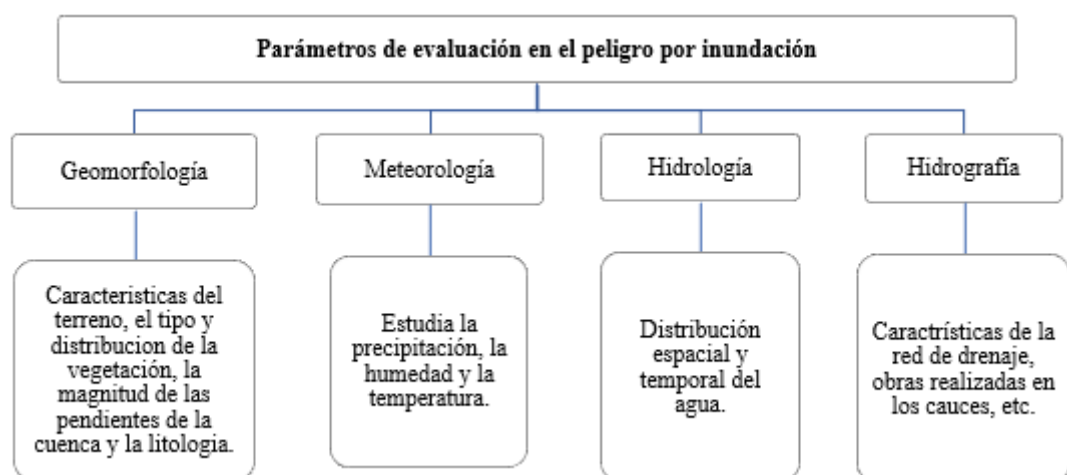 Parámetros de evaluación en el peligro por inundación
Geomorfología
Meteorología
Hidrología
Hidrografía
Caracteristicas del
terreno, el tipo y
distribucion de la
vegetación, la
magnitud de las
pendientes de la
cuenca y la litologia.
Estudia la
precipitación, la
humedad y la
temperatura.
Distribución
espacial y
temporal del
agua.
Caractrísticas de la
red de drenaje,
obras realizadas en
los cauces, etc.